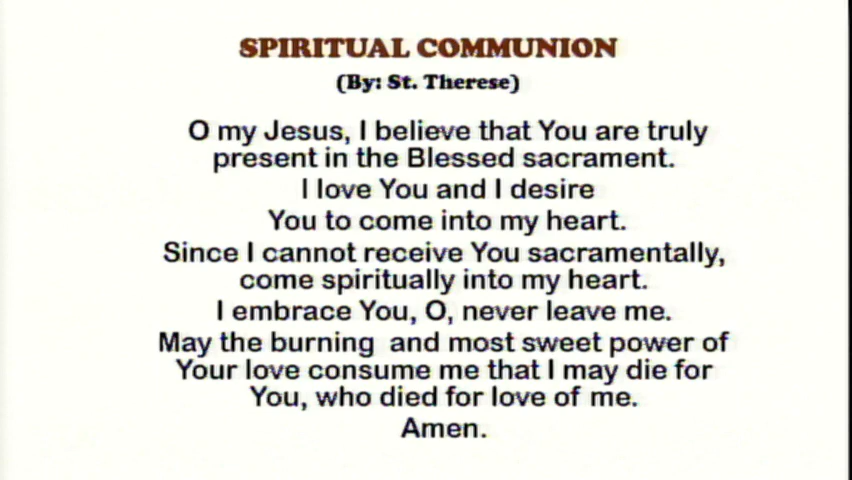 SPIRITUAL COMMUNION
(By: St. Therese)
O my Jesus, I believe that You are truly
present in the Blessed sacrament.
I love You and I desire
You to come into my heart.
Since I cannot receive You sacramentally,
come spiritually into my heart.
I embrace You, O, never leave me.
May the burning  and most sweet power of
Your love consume me that I may die for
You, who died for love of me.
Amen.